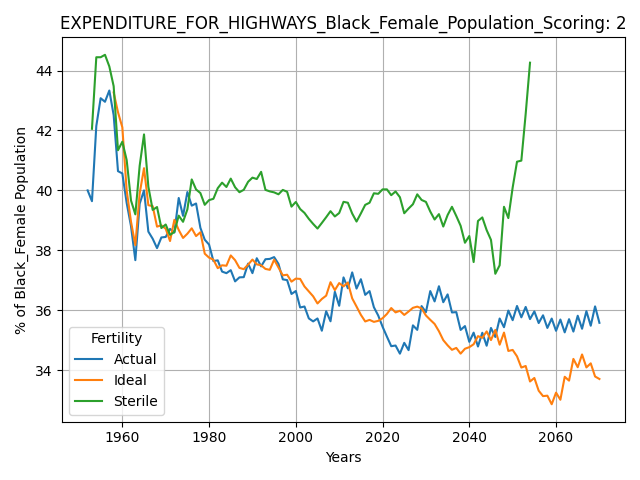 EXPENDITURE_FOR_HIGHWAYS_Black_Female_Population_Scoring: 2
% of Black_Female Population
44
42
40
38
36
34
Fertility
Actual
Ideal
Sterile
1960
1980
2000
2020
2040
2060
Years